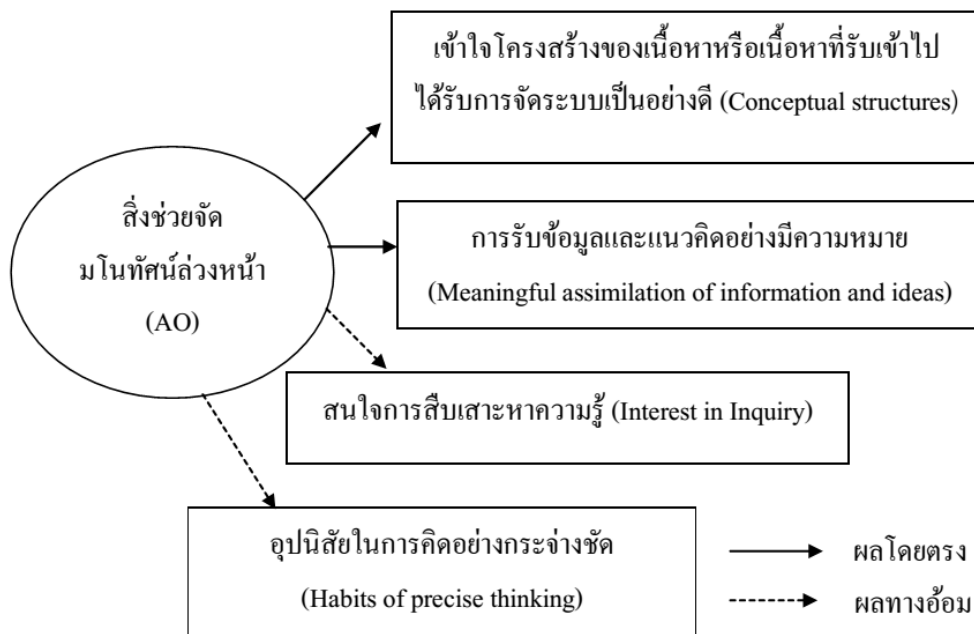 เข้าใจโครงสร้างของเนื้อหาหรือเนื้อหาที่รับเข้าไป
ได้รับการจัดระบบเป็นอย่างดี (Conceptual structures)
สิ่งช่วยจัด
มโนทัศน์ล่วงหน้า
(AO)
การรับข้อมูลและแนวคิดอย่างมีความหมาย
(Meaningful assimilation of information and ideas)
สนใจการสืบเสาะหาความรู้ (Interest in Inquiry)
อุปนิสัยในการคิดอย่างกระจ่างชัด
(Habits of precise thinking)
ผลโดยตรง
ผลทางอ้อม